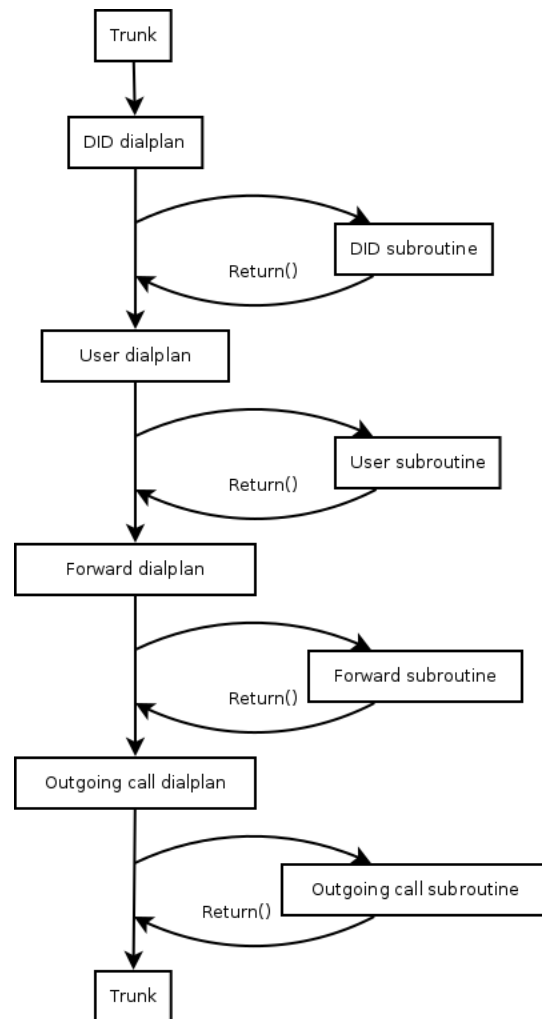 Trunk
DID dialplan
DID subroutine
Return()
User dialplan
User subroutine
Return()
Forward dialplan
Forward subroutine
Return()
Outgoing call dialplan
Outgoing call subroutine
Return()
Trunk